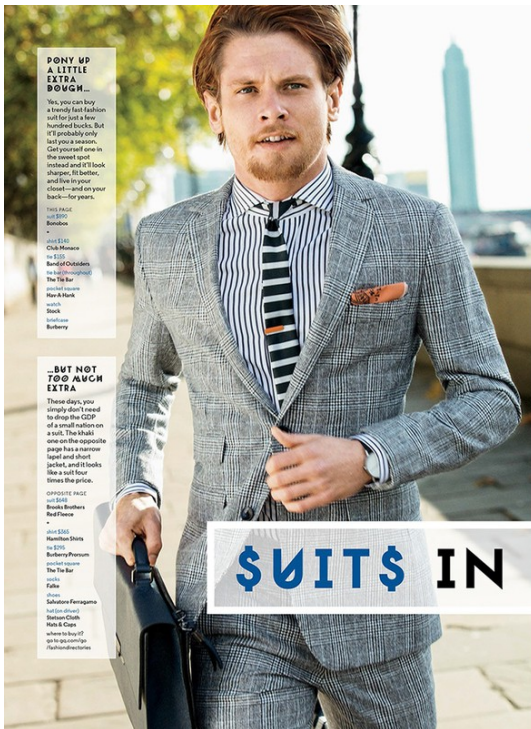 PONY UP
A LITTLE
EXTRA
DOUGH...
Yes, you can buy
a trendy fast-fashion
suit for just a few
hundred bucks. But
it'll probably only
last you a season.
Get yourself one in
the sweet spot
instead and it'll look
sharper, fit better,
and live in your
closet—and on your
back—for years.
THIS PAGE
suit $890
Bonobos
-
shirt $140
Club Monaco
tie $155
Band of Outsiders
tie bar (throughout)
The Tie Bar
pocket square
Hav-A-Hank
watch
Stock
briefcase
Burberry
...BUT NOT
TOO MUCH
EXTRA
These days, you
simply don't need
to drop the GDP
of a small nation on
a suit. The khaki
one on the opposite
page has a narrow
lapel and short
jacket, and it looks
like a suit four
times the price.
OPPOSITE PAGE
suit $648
Brooks Brothers
Red Fleece
-
shirt $365
Hamilton Shirts
tie $295
Burberry Prorsum
pocket square
The Tie Bar
socks
Falke
shoes
Salvatore Ferragamo
hat (on driver)
Stetson Cloth
Hats & Caps
where to buy it?
go to gq.com/go
/fashiondirectories
$UIT$ IN